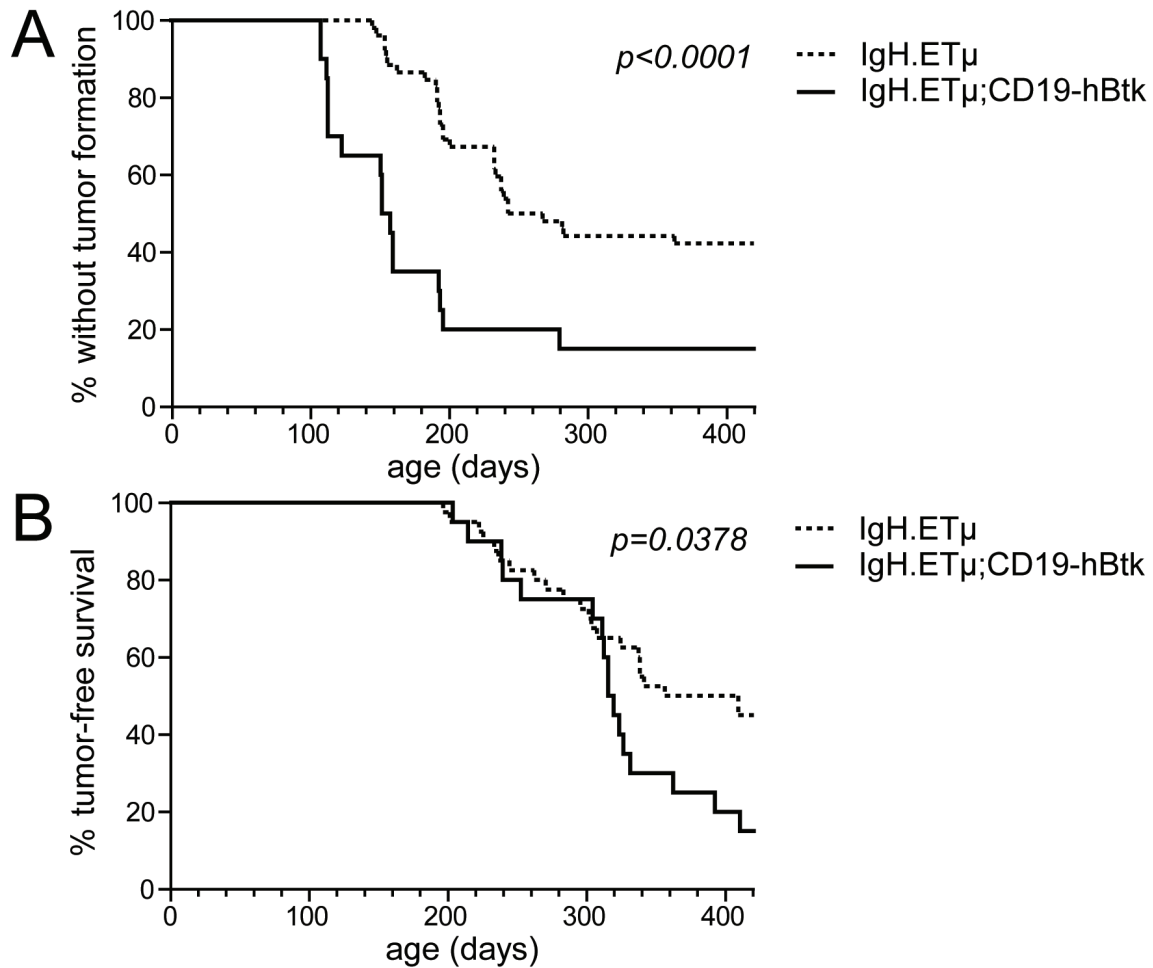 A
% without tumor formation
100
80
60
40
20
0
0 100 200 300 400
age (days)
p<0.0001
IgH.ETµ
IgH.ETµ;CD19-hBtk
B
% tumor-free survival
100
80
60
40
20
0
0 100 200 300 400
age (days)
p=0.0378
IgH.ETµ
IgH.ETµ;CD19-hBtk